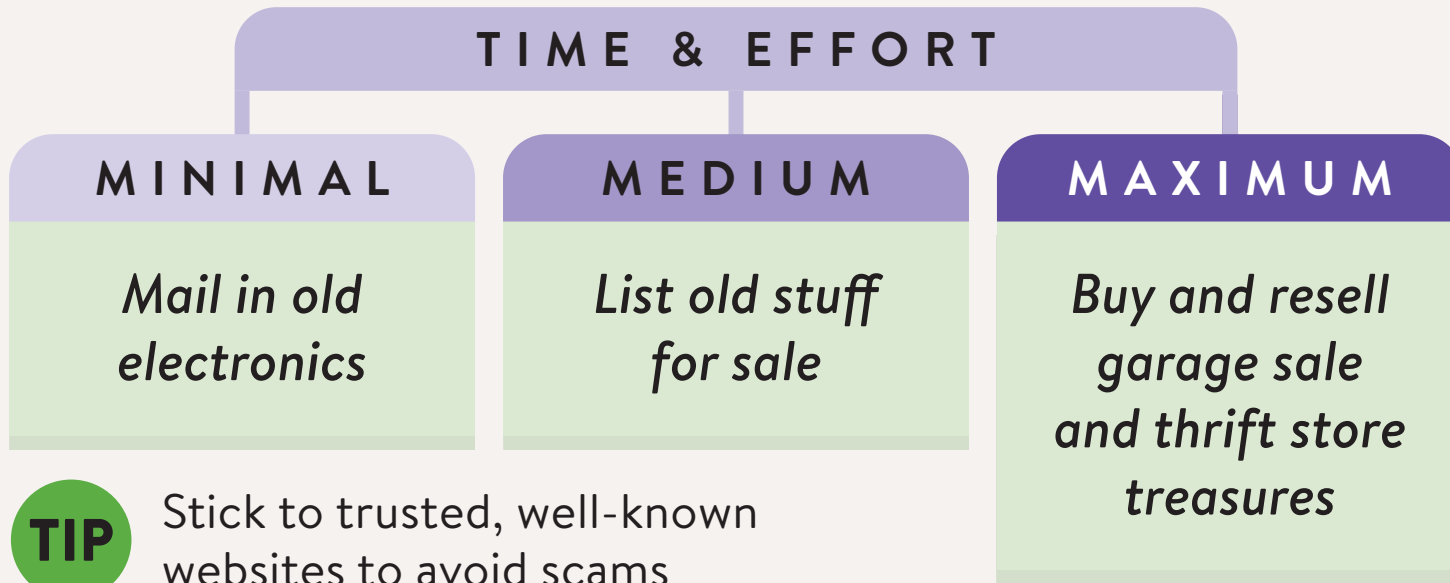 TIME & EFFORT
MINIMAL
Mail in old
electronics
MEDIUM
List old stuff
for sale
MAXIMUM
Buy and resell
garage sale
and thrift store
treasures
TIP
Stick to trusted, well-known
websites to avoid scams